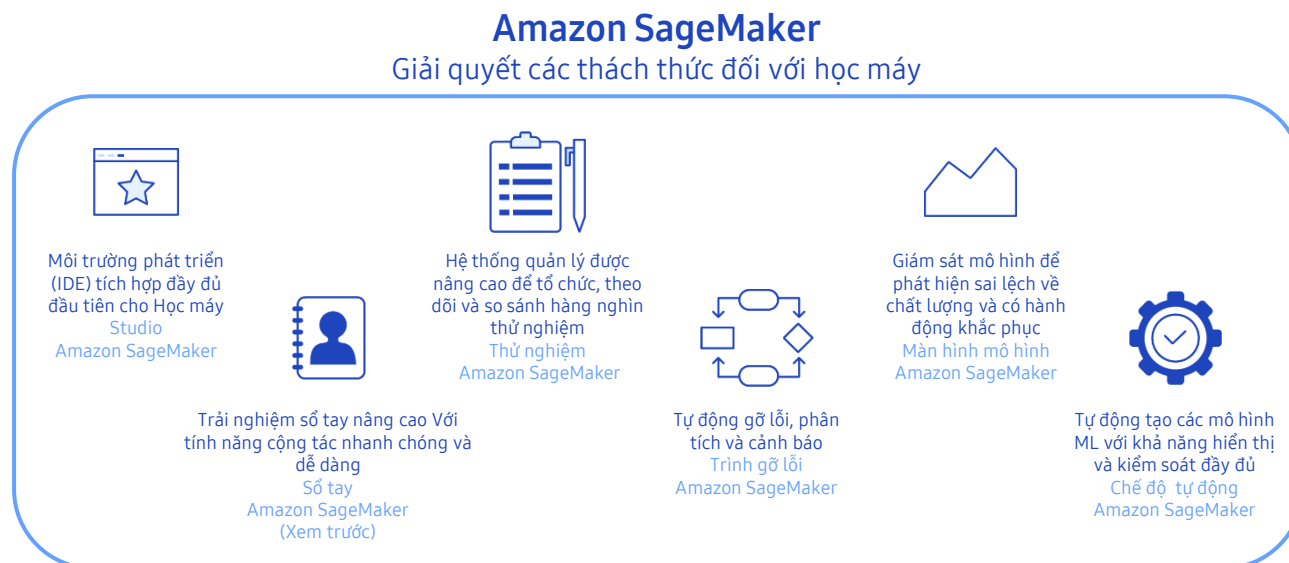 Amazon SageMaker
Giải quyết các thách thức đối với học máy
Môi trường phát triển
(IDE) tích hợp đầy đủ
đầu tiên cho Học máy
Studio
Amazon SageMaker
Trải nghiệm sổ tay nâng cao Với
tính năng cộng tác nhanh chóng và
dễ dàng
Sổ tay
Amazon SageMaker
(Xem trước)
Hệ thống quản lý được
nâng cao để tổ chức, theo
dõi và so sánh hàng nghìn
thử nghiệm
Thử nghiệm
Amazon SageMaker
Tự động gỡ lỗi, phân
tích và cảnh báo
Trình gỡ lỗi
Amazon SageMaker
Giám sát mô hình để
phát hiện sai lệch về
chất lượng và có hành
động khắc phục
Màn hình mô hình
Amazon SageMaker
Tự động tạo các mô hình
ML với khả năng hiển thị
và kiểm soát đầy đủ
Chế độ tự động
Amazon SageMaker